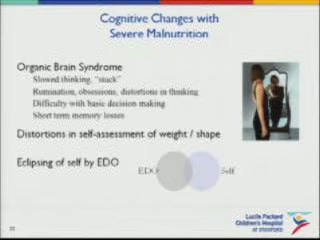 Cognitive Changes with
Severe Malnutrition
Organic Brain Syndrome
Slowed thinking, "stuck"
Rumination, obsessions, distortions in thinking
Difficulty with basic decision making
Short term memory losses
Distortions in self-assessment of weight / shape
Eclipsing of self by EDO
EDO Self
Lucile Packard
Children's Hospital
AT STANFORD